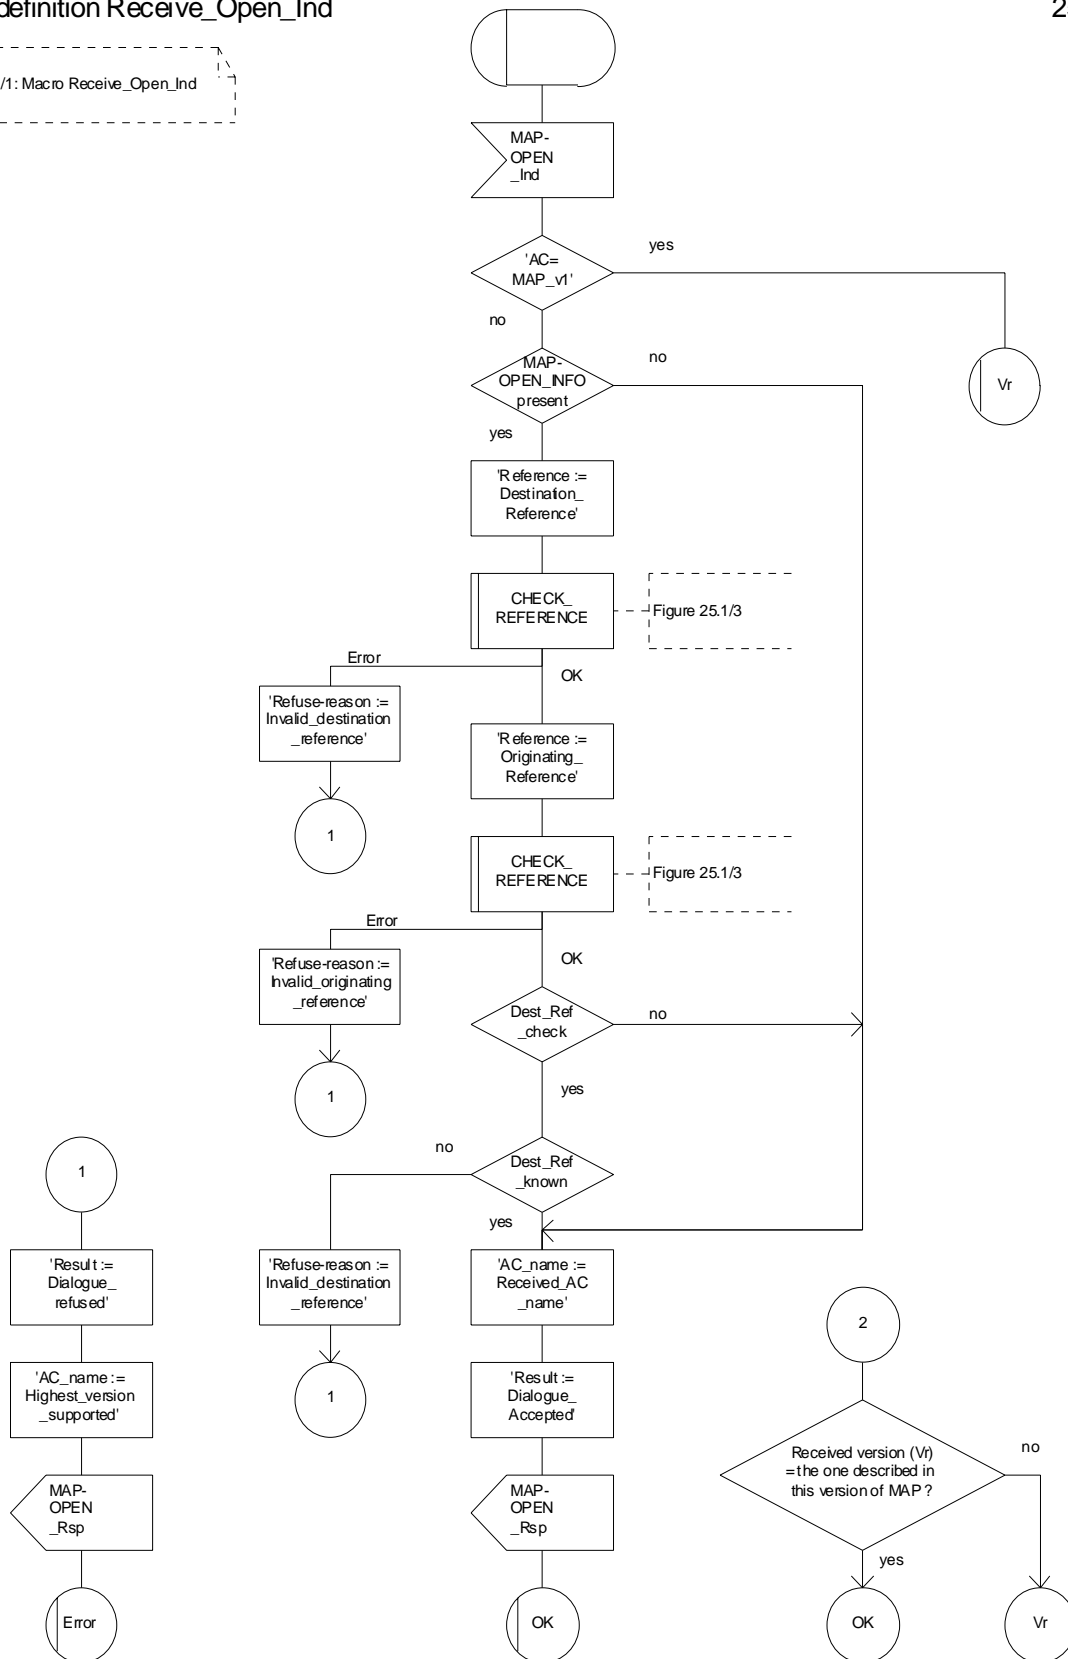 definition Receive_Open_Ind
2
/1: Macro Receive_Open_Ind
MAP-
OPEN
_Ind
'AC=
MAP_v1'
yes
no
Vr
MAP-
OPEN_INFO
present
no
yes
'Reference :=
Destination_
Reference'
CHECK_
REFERENCE
Figure 25.1/3
Error
OK
'Refuse-reason :=
Invalid_destination
_reference'
1
'Reference :=
Originating_
Reference'
CHECK_
REFERENCE
Figure 25.1/3
Error
OK
'Refuse-reason :=
Invalid_originating
_reference'
1
Dest_Ref
_check
no
yes
Dest_Ref
_known
no
yes
1
'Result :=
Dialogue_
refused'
'AC_name :=
Highest_version
_supported'
MAP-
OPEN
_Rsp
Error
'Refuse-reason :=
Invalid_destination
_reference'
1
'AC_name :=
Received_AC
_name'
'Result :=
Dialogue_
Accepted'
MAP-
OPEN
_Rsp
OK
2
Received version (Vr)
= the one described in
this version of MAP ?
no
yes
OK
Vr